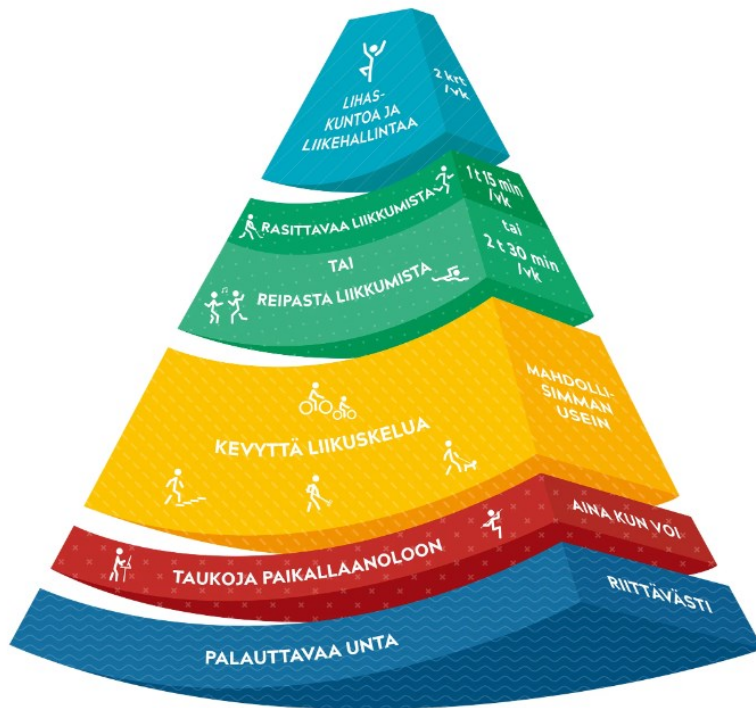 LIHAS-
KUNTOA JA
LIIKEHALLINTAA
2 krt
/vk
RASITTAVAA LIIKKUMISTA
1 t 15 min
/vk
TAI
tai
REIPASTA LIIKKUMISTA
2 t 30 min
/vk
KEVYTTÄ LIIKUSKELUA
MAHDOLLI-
SIMMAN
USEIN
TAUKOJA PAIKALLAANOLOON
AINA KUN VOI
PALAUTTAVAA UNTA
RIITTÄVÄSTI